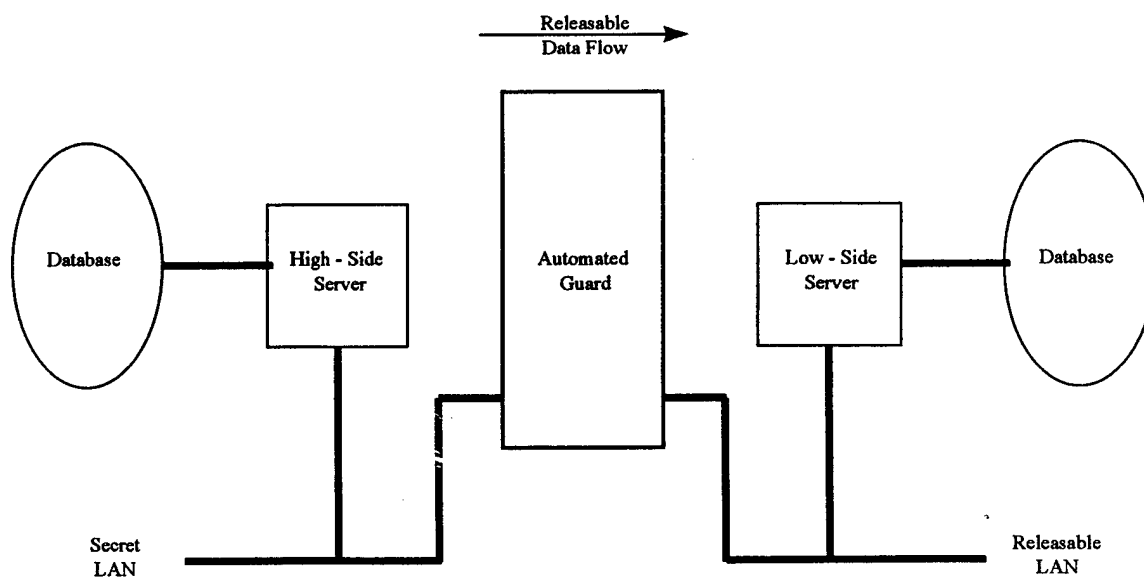 Releasable
Data Flow
Database
High - Side
Server
Automated
Guard
Low - Side
Server
Database
Secret
LAN
Releasable
LAN